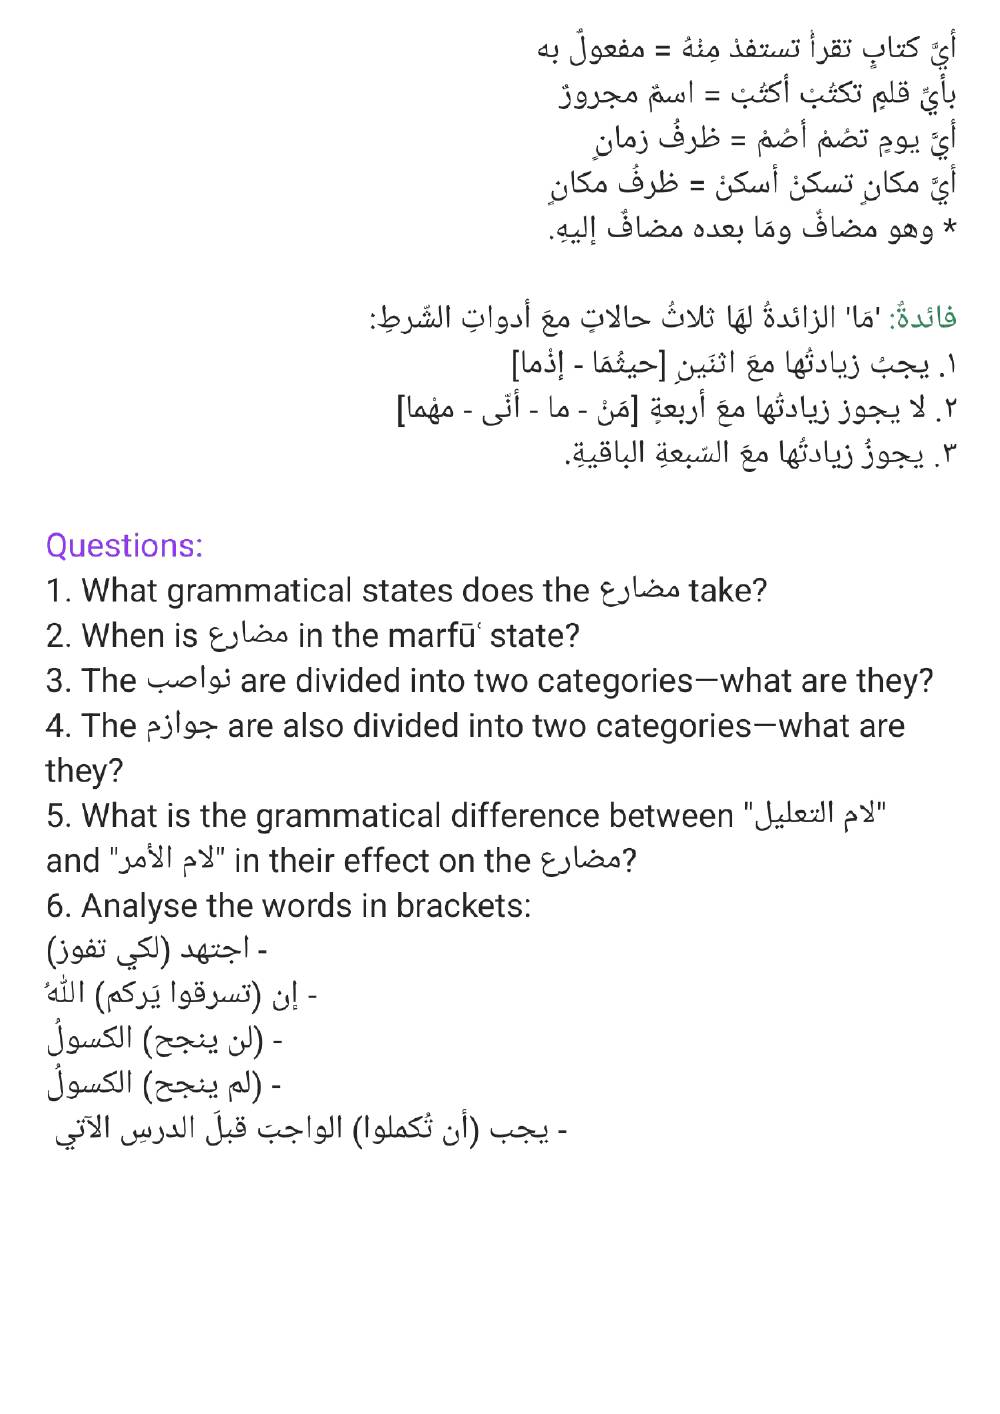 أيَّ كتابٍ تقرأْ تستفدْ مِنْهُ = مفعولٌ به
بأيِّ قلمٍ تكتُبْ أكتُبْ = اسمٌ مجرورٌ
أيَّ يومٍ تصُمْ أصُمْ = ظرفُ زمانٍ
أيَّ مكانٍ تسكنْ أسكنْ = ظرفُ مكانٍ
* وهو مضافٌ ومَا بعده مضافٌ إليهِ.
فائدةٌ: 'مَا' الزائدةُ لهَا ثلاثُ حالاتٍ معَ أدواتِ الشّرطِ:
١. يجبُ زيادتُها معَ اثنَينِ [حيثُمَا - إذْما]
٢. لا يجوز زيادتُها معَ أربعةٍ [مَنْ - ما - أنّى - مهْما]
٣. يجوزُ زيادتُها معَ السّبعةِ الباقيةِ.
Questions:
1. What grammatical states does the مضارع take?
2. When is مضارع in the marfūʿ state?
3. The نواصب are divided into two categories—what are they?
4. The جوازم are also divided into two categories—what are
they?
5. What is the grammatical difference between "لام التعليل"
and "لام الأمر" in their effect on the مضارع?
6. Analyse the words in brackets:
- اجتهد (لكي تفوز)
- إن (تسرقوا يَركم) اللّهُ
- (لن ينجح) الكسولُ
- (لم ينجح) الكسولُ
- يجب (أن تُكملوا) الواجبَ قبلَ الدرسِ الآتي